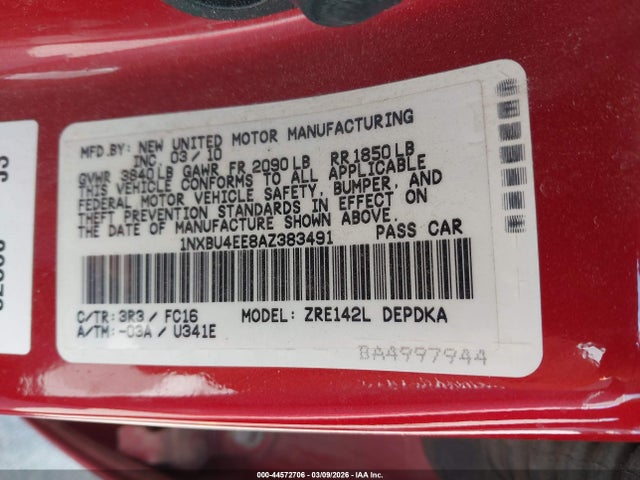 MFD.BY: NEW UNITED MOTOR MANUFACTURING
INC. 03/10
GVWR 3840LB GAWR FR 2090LB RR1850LB
THIS VEHICLE CONFORMS TO ALL APPLICABLE
FEDERAL MOTOR VEHICLE SAFETY, BUMPER, AND
THEFT PREVENTION STANDARDS IN EFFECT ON
THE DATE OF MANUFACTURE SHOWN ABOVE.
1NXBU4EE8AZ383491 PASS CAR
C/TR: 3R3 / FC16 MODEL: ZRE142L DEPDKA
A/TM: -03A / U341E
BA4997944
000-44572706 - 03/09/2026 - IAA Inc.